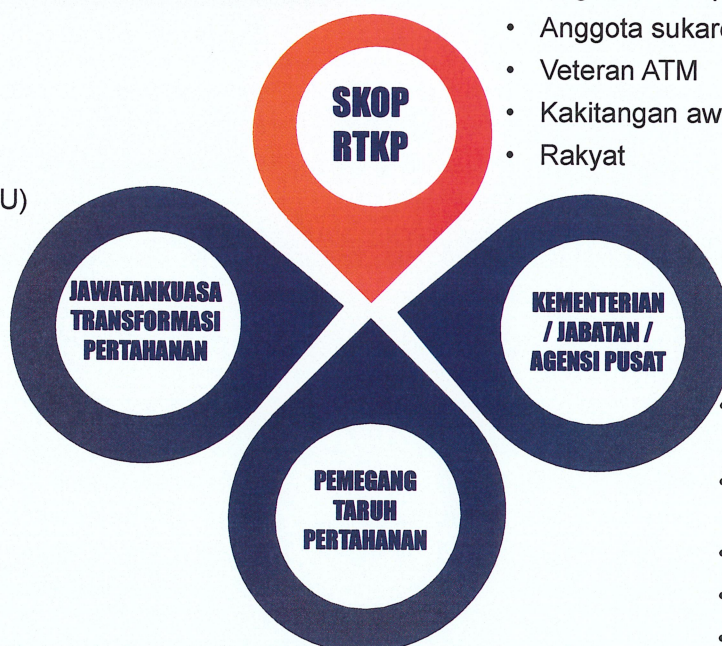 Anggota sukar
Veteran ATM
Kakitangan aw
Rakyat
SKOP
RTKP
U)
JAWATANKUASA
TRANSFORMASI
PERTAHANAN
KEMENTERIAN
/ JABATAN /
AGENSI PUSAT
PEMEGANG
TARUH
PERTAHANAN